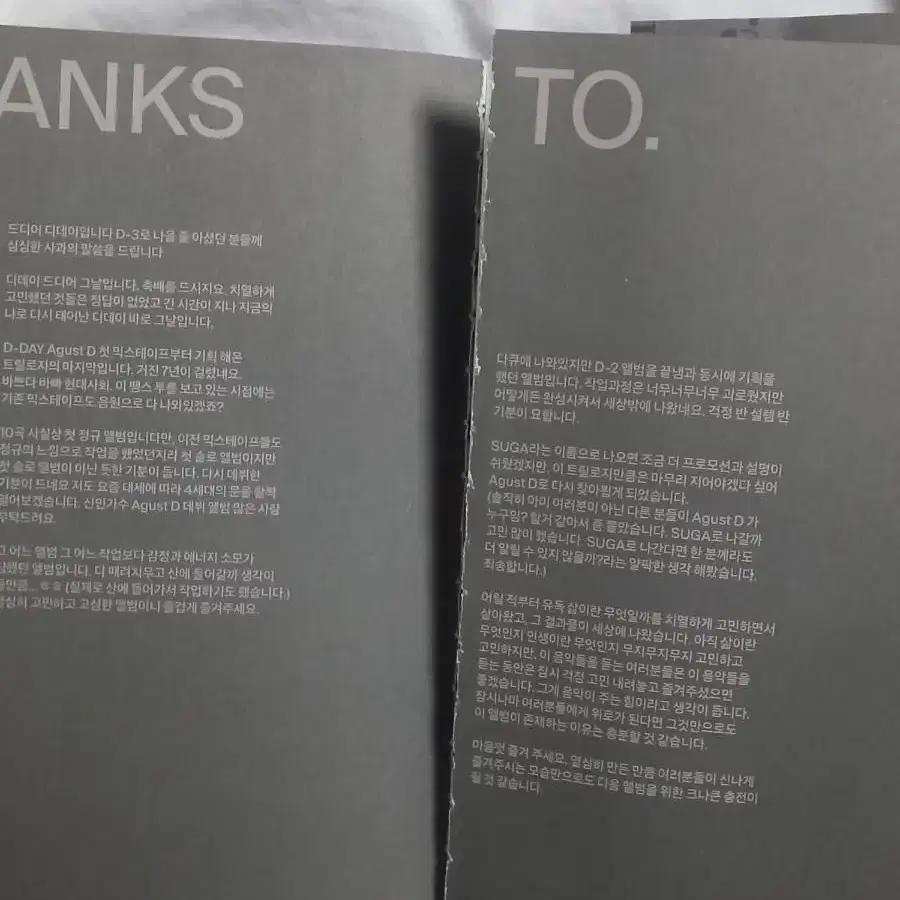 ANKS
드디어 디데이입니다 D-3로 나올 줄 아셨던 분들께
심심한 사과의 말씀을 드립니다
디데이 드디어 그날입니다. 축배를 드시지요. 치열하게
고민했던 것들은 정답이 없었고 긴 시간이 지나 지금의
나로 다시 태어난 디데이 바로 그날입니다.
D-DAY Agust D 첫 믹스테이프부터 기획 해온
트릴로지의 마지막입니다. 거진 7년이 걸렸네요.
바쁘다 바빠 현대사회. 이 땡스 투를 보고 있는 시점에는
기존 믹스테이프도 음원으로 다 나와있겠죠?
10곡 사실상 첫 정규 앨범입니다만, 이전 믹스테이프들도
정규의 느낌으로 작업을 했었던지라 첫 솔로 앨범이지만
첫 솔로 앨범이 아닌 듯한 기분이 듭니다. 다시 데뷔한
기분이 드네요 저도 요즘 대세에 따라 4세대의 문을 활짝
열어보겠습니다. 신인가수 Agust D 데뷔 앨범 많은 사랑
부탁드려요.
그 어느 앨범 그 어느 작업보다 감정과 에너지 소모가
심했던 앨범입니다. 다 때려치우고 산에 들어갈까 생각이
들만큼... ㅎㅎ (실제로 산에 들어가서 작업하기도 했습니다.)
열심히 고민하고 고심한 앨범이니 즐겁게 즐겨주세요.
TO.
다큐에 나와있지만 D-2 앨범을 끝냄과 동시에 기획을
했던 앨범입니다. 작업과정은 너무너무너무 괴로웠지만
어떻게든 완성시켜서 세상밖에 나왔네요. 걱정 반 설렘 반
기분이 묘합니다.
SUGA라는 이름으로 나오면 조금 더 프로모션과 설명이
쉬웠겠지만, 이 트릴로지만큼은 마무리 지어야겠다 싶어
Agust D로 다시 찾아뵙게 되었습니다.
(솔직히 아미 여러분이 아닌 다른 분들이 Agust D 가
누구임? 할거 같아서 좀 쫄았습니다. SUGA로 나갈까
고민 많이 했습니다. SUGA로 나간다면 한 분께라도
더 알릴 수 있지 않을까?라는 얄팍한 생각 해봤습니다.
죄송합니다.)
어릴 적부터 유독 삶이란 무엇일까를 치열하게 고민하면서
살아왔고, 그 결과물이 세상에 나왔습니다. 아직 삶이란
무엇인지 인생이란 무엇인지 무지무지무지 고민하고
고민하지만, 이 음악들을 듣는 여러분들은 이 음악들을
듣는 동안은 잠시 걱정 고민 내려놓고 즐겨주셨으면
좋겠습니다. 그게 음악이 주는 힘이라고 생각이 듭니다.
잠시나마 여러분들에게 위로가 된다면 그것만으로도
이 앨범이 존재하는 이유는 충분할 것 같습니다.
마음껏 즐겨 주세요. 열심히 만든 만큼 여러분들이 신나게
즐겨주시는 모습만으로도 다음 앨범을 위한 크나큰 충전이
될 것 같습니다.